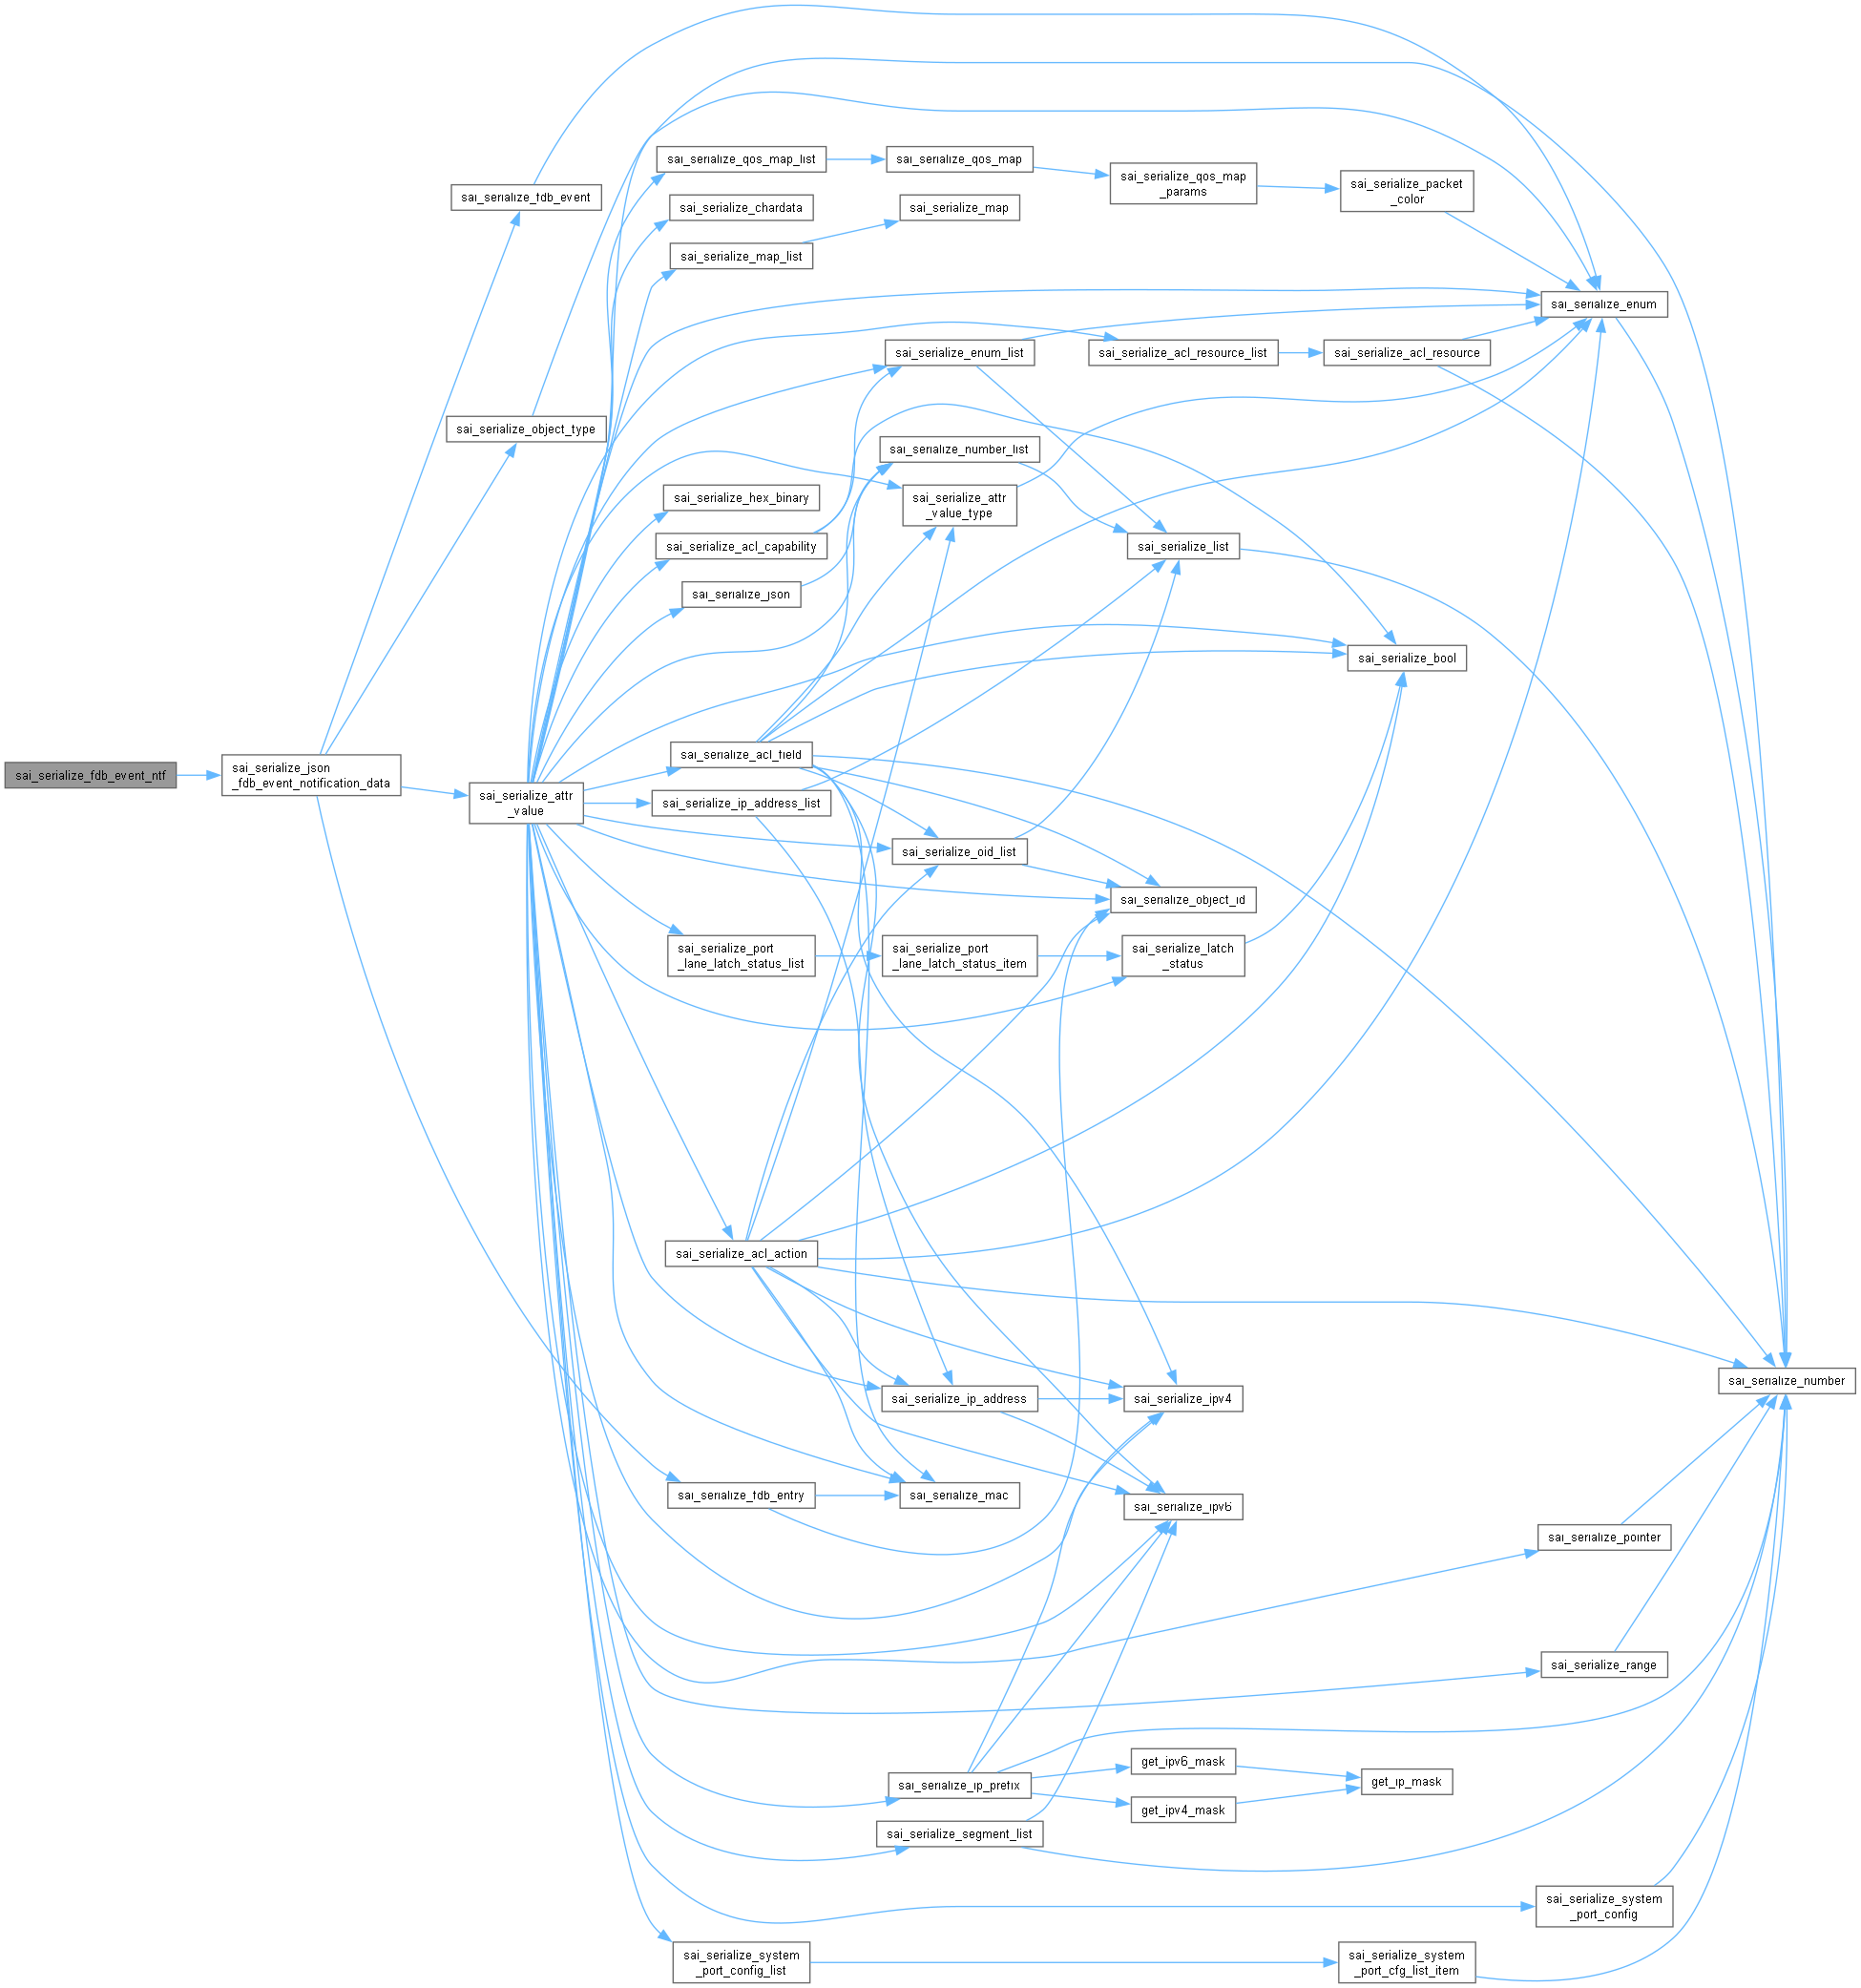 sai_serialize_fdb_event_ntf
sai_serialize_json
_fdb_event_notification_data
sai_serialize_fdb_event
sai_serialize_object_type
sai_serialize_attr
_value
sai_serialize_qos_map_list
sai_serialize_chardata
sai_serialize_map_list
sai_serialize_hex_binary
sai_serialize_acl_capability
sai_serialize_json
sai_serialize_acl_field
sai_serialize_ip_address_list
sai_serialize_port
_lane_latch_status_list
sai_serialize_acl_action
sai_serialize_fdb_entry
sai_serialize_system
_port_config_list
sai_serialize_qos_map
sai_serialize_map
sai_serialize_enum_list
sai_serialize_number_list
sai_serialize_attr
_value_type
sai_serialize_oid_list
sai_serialize_port
_lane_latch_status_item
sai_serialize_ip_address
sai_serialize_mac
sai_serialize_ip_prefix
sai_serialize_segment_list
sai_serialize_qos_map
_params
sai_serialize_acl_resource_list
sai_serialize_list
sai_serialize_object_id
sai_serialize_latch
_status
sai_serialize_ipv4
sai_serialize_ipv6
get_ipv6_mask
get_ipv4_mask
sai_serialize_packet
_color
sai_serialize_acl_resource
sai_serialize_bool
get_ip_mask
sai_serialize_system
_port_cfg_list_item
sai_serialize_enum
sai_serialize_pointer
sai_serialize_range
sai_serialize_system
_port_config
sai_serialize_number